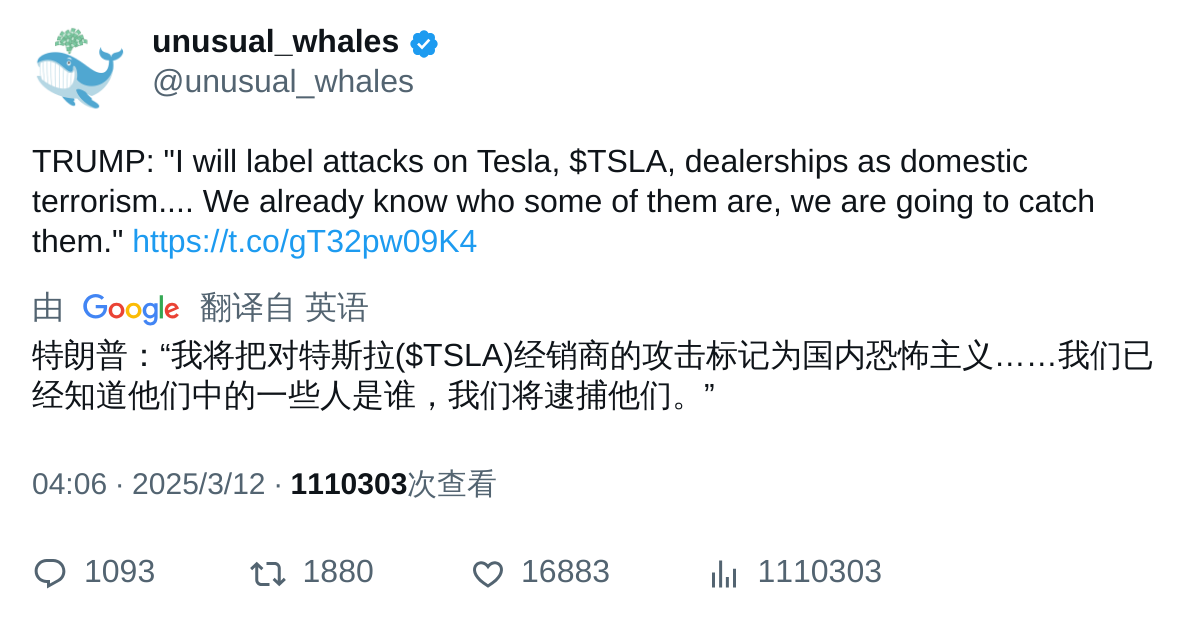 unusual_whales
@unusual_whales
TRUMP: "I will label attacks on Tesla, $TSLA, dealerships as domestic
terrorism.... We already know who some of them are, we are going to catch
them." https://t.co/gT32pw09K4
由 Google 翻译自 英语
特朗普：“我将把对特斯拉($TSLA)经销商的攻击标记为国内恐怖主义……我们已
经知道他们中的一些人是谁，我们将逮捕他们。”
04:06 · 2025/3/12 · 1110303次查看
1093 1880 16883 1110303